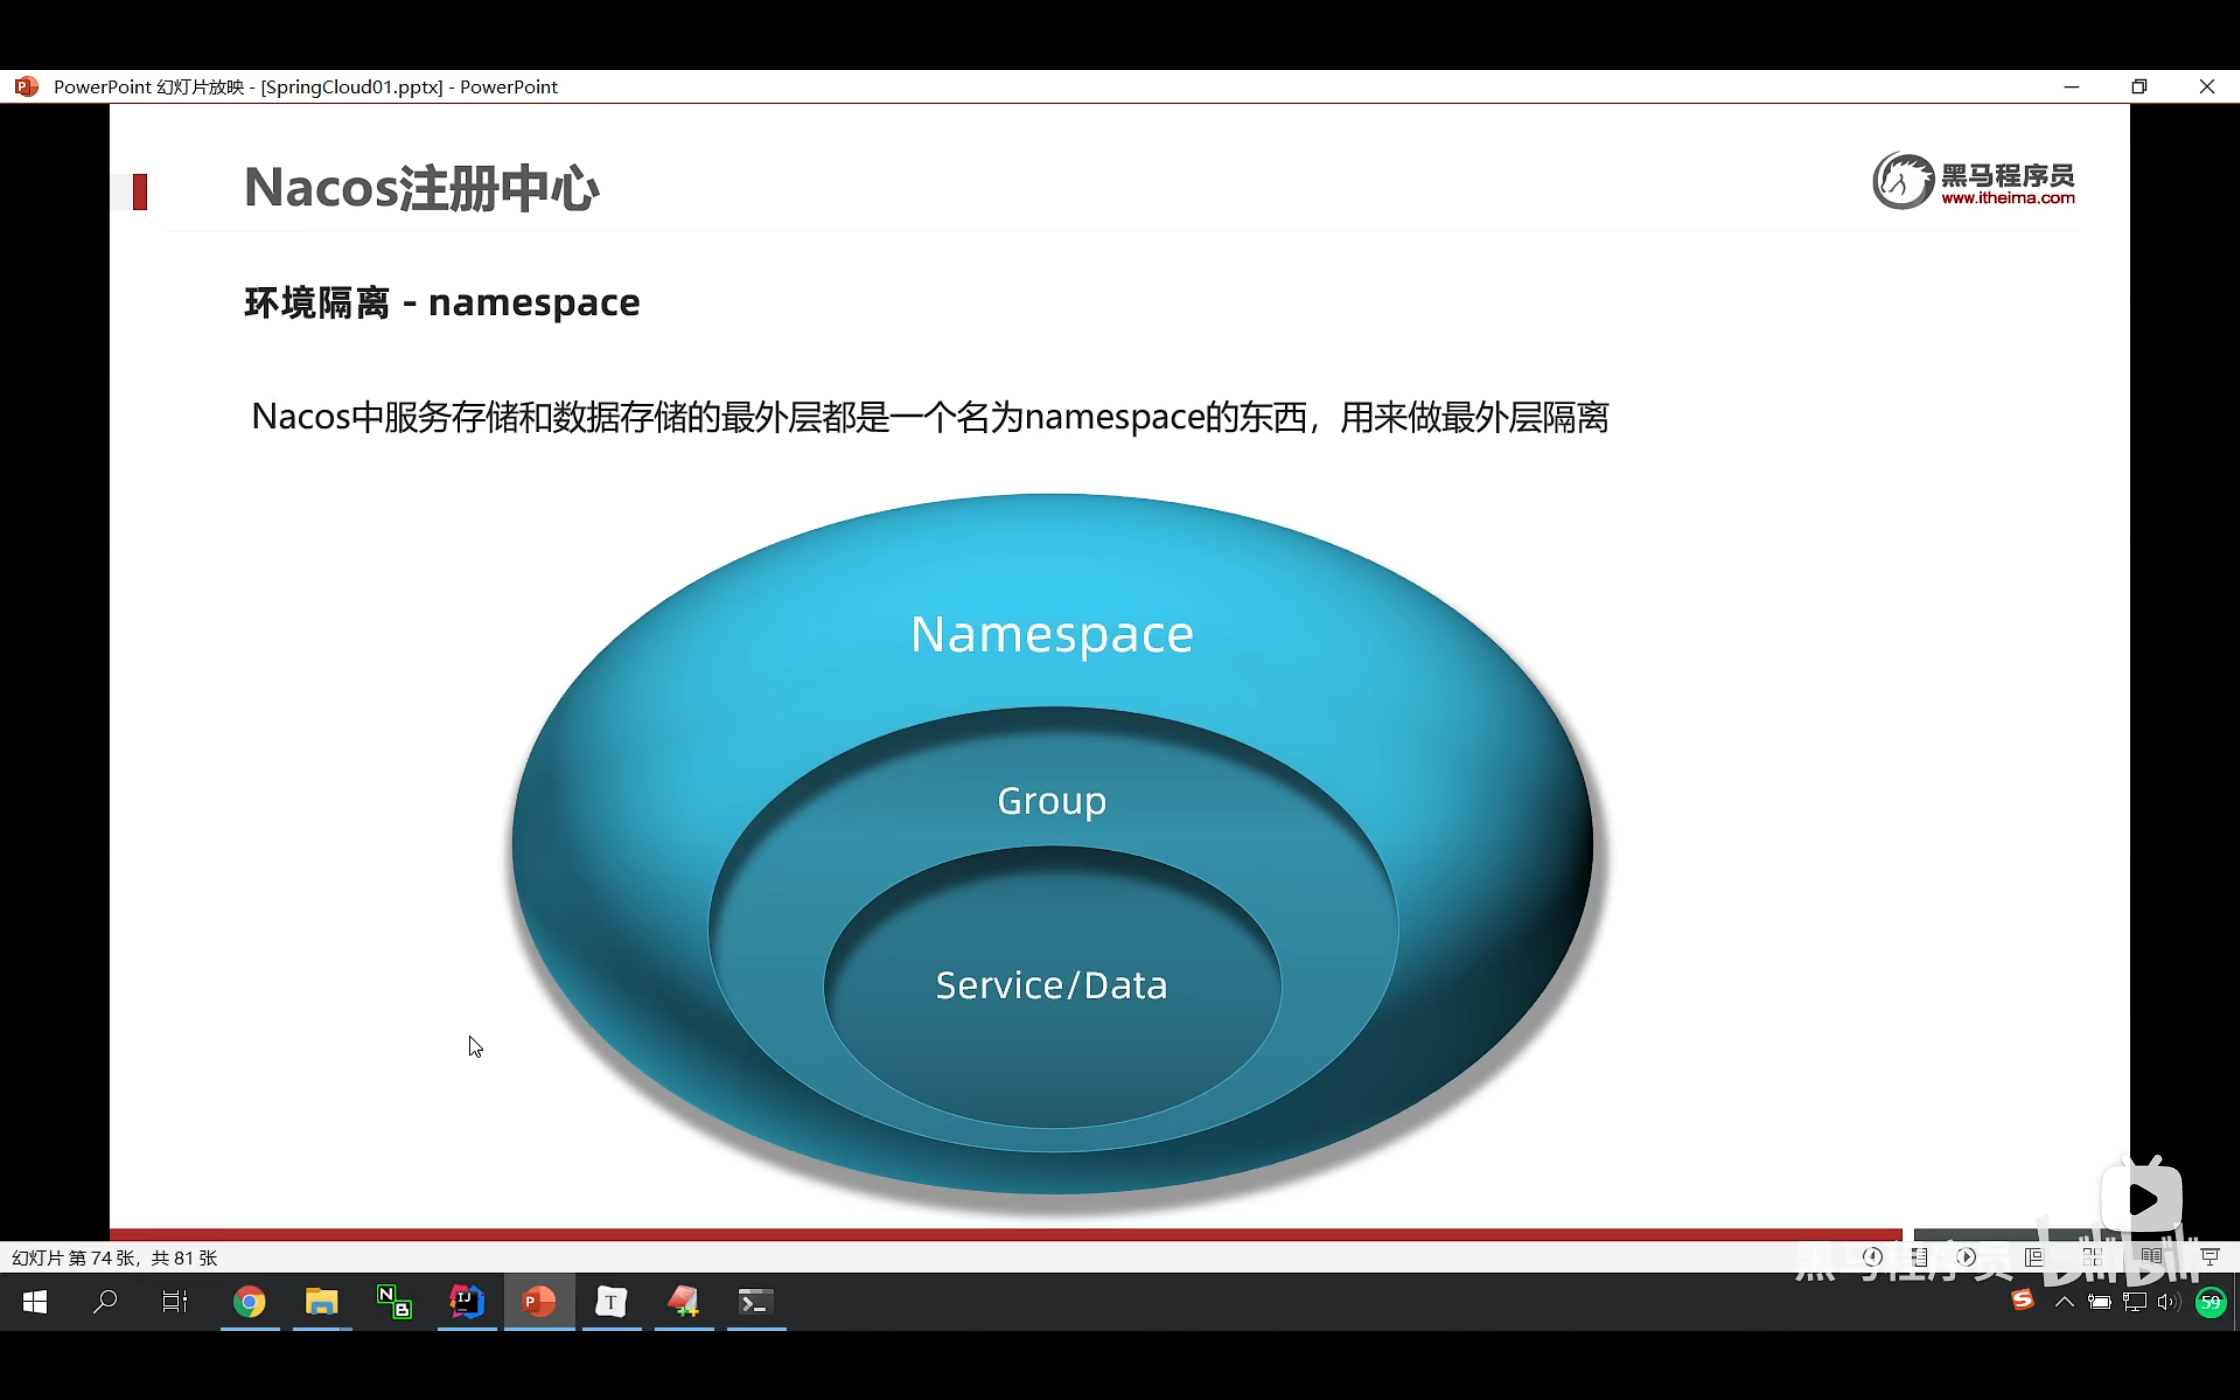 PowerPoint 幻灯片放映 - [SpringCloud01.pptx] - PowerPoint
Nacos注册中心
黑马程序员
www.itheima.com
环境隔离 - namespace
Nacos中服务存储和数据存储的最外层都是一个名为namespace的东西，用来做最外层隔离
Namespace
Group
Service/Data
幻灯片 第 74 张，共 81 张
黑马程序员
bilibili
59